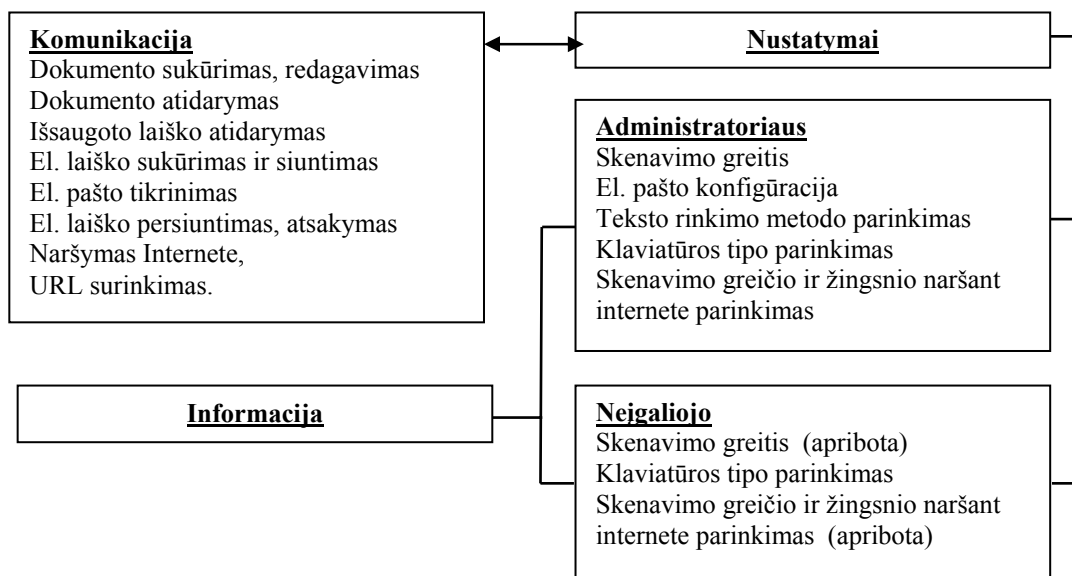 Komunikacija
Dokumento sukūrimas, redagavimas
Dokumento atidarymas
Išsaugoto laiško atidarymas
El. laiško sukūrimas ir siuntimas
El. pašto tikrinimas
El. laiško persiuntimas, atsakymas
Naršymas Internete,
URL surinkimas.
Nustatymai
Administratoriaus
Skenavimo greitis
El. pašto konfigūracija
Teksto rinkimo metodo parinkimas
Klaviatūros tipo parinkimas
Skenavimo greičio ir žingsnio naršant
internete parinkimas
Informacija
Neįgaliojo
Skenavimo greitis (apribota)
Klaviatūros tipo parinkimas
Skenavimo greičio ir žingsnio naršant
internete parinkimas (apribota)